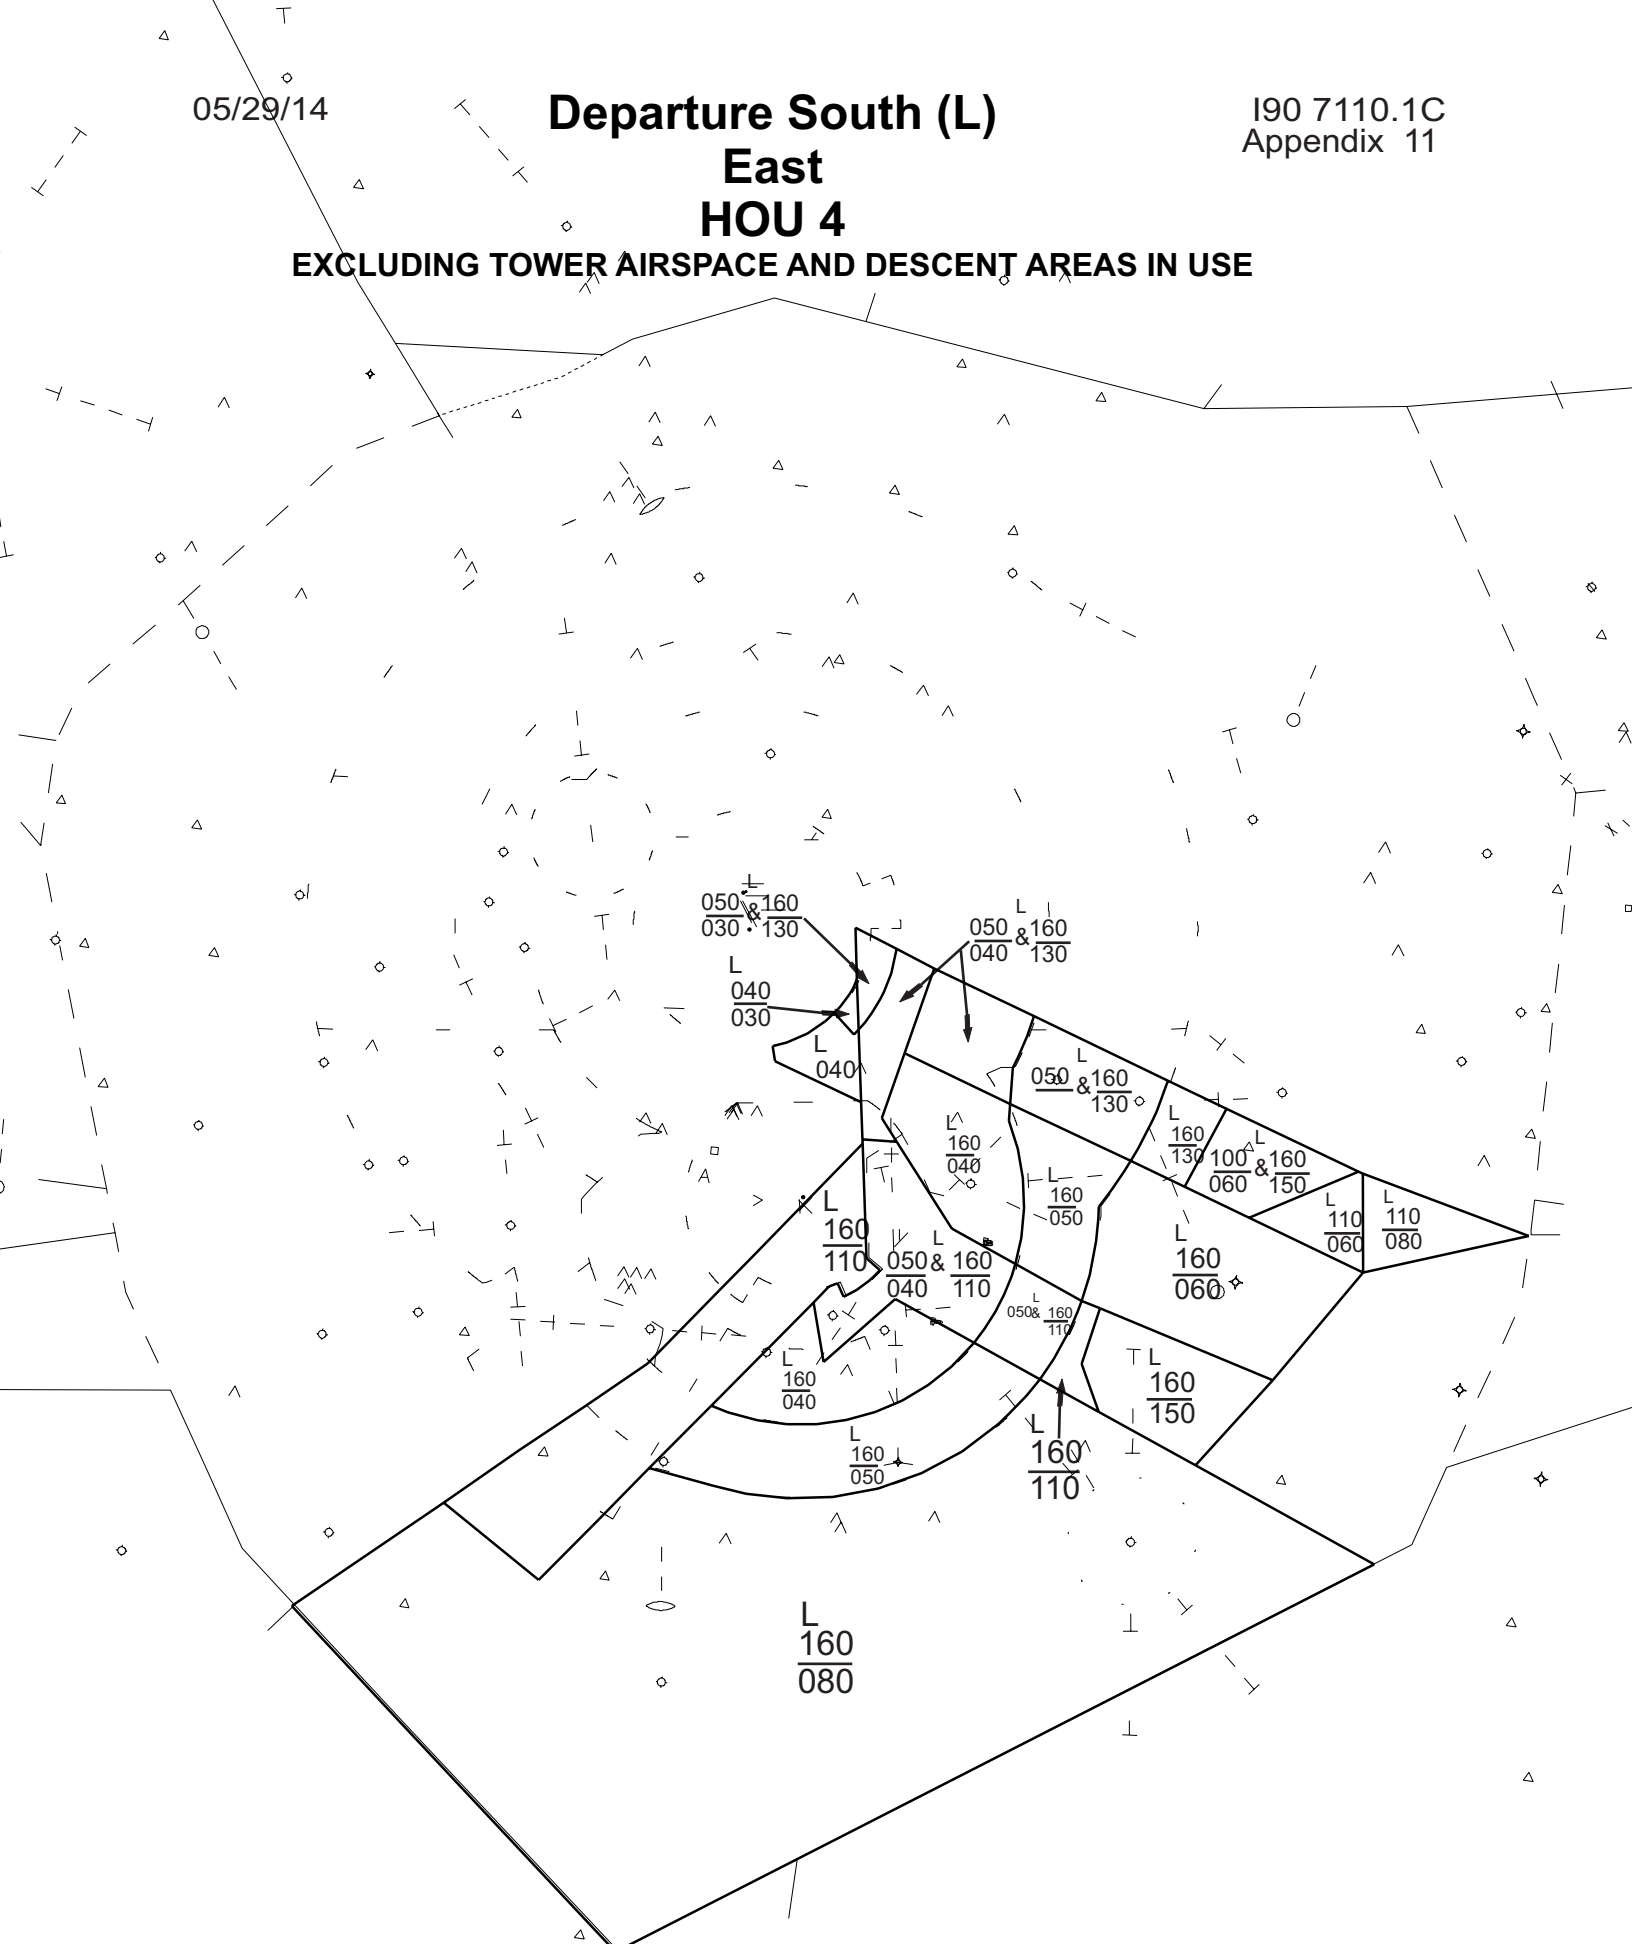 05/29/14
Departure South (L)
East
HOU 4
EXCLUDING TOWER AIRSPACE AND DESCENT AREAS IN USE
I90 7110.1C
Appendix 11
L
050 & 160
030 130
L
050 & 160
040 130
L
040
030
L
040
L
050 & 160
130
L
160
130
L
100 & 160
060 150
L
160
040
L
160
050
L
110
060
L
110
080
L
160
110
L
050 & 160
040 110
L
160
060
L
050 & 160
110
L
160
040
L
160
150
L
160
050
L
160
110
L
160
080